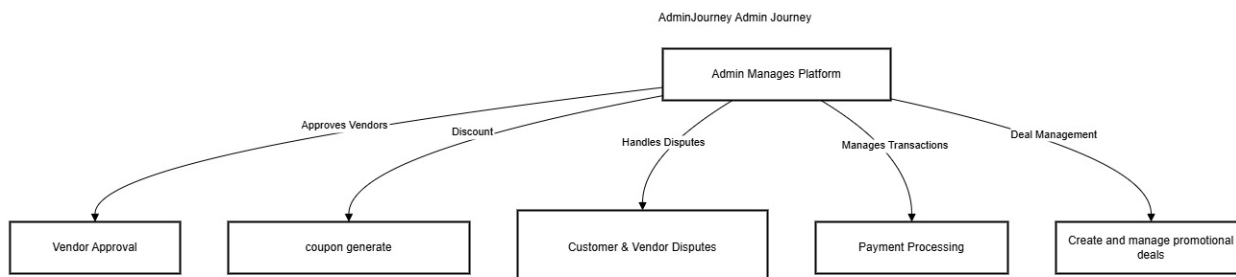 AdminJourney Admin Journey
Admin Manages Platform
Approves Vendors
Discount
Handles Disputes
Manages Transactions
Deal Management
Vendor Approval
coupon generate
Customer & Vendor Disputes
Payment Processing
Create and manage promotional
deals